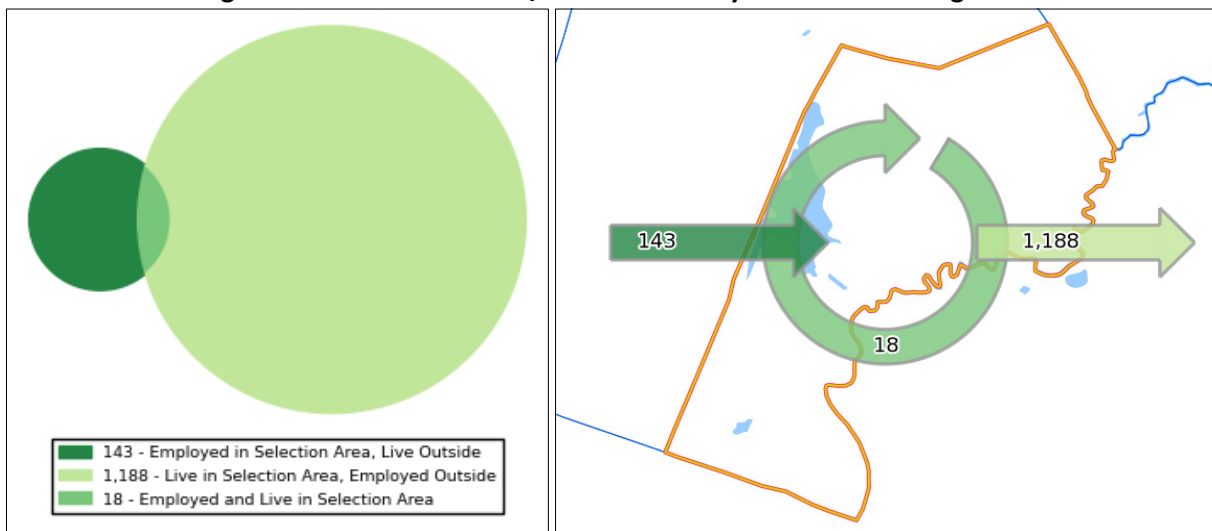 143 - Employed in Selection Area, Live Outside
1,188 - Live in Selection Area, Employed Outside
18 - Employed and Live in Selection Area
143
1,188
18